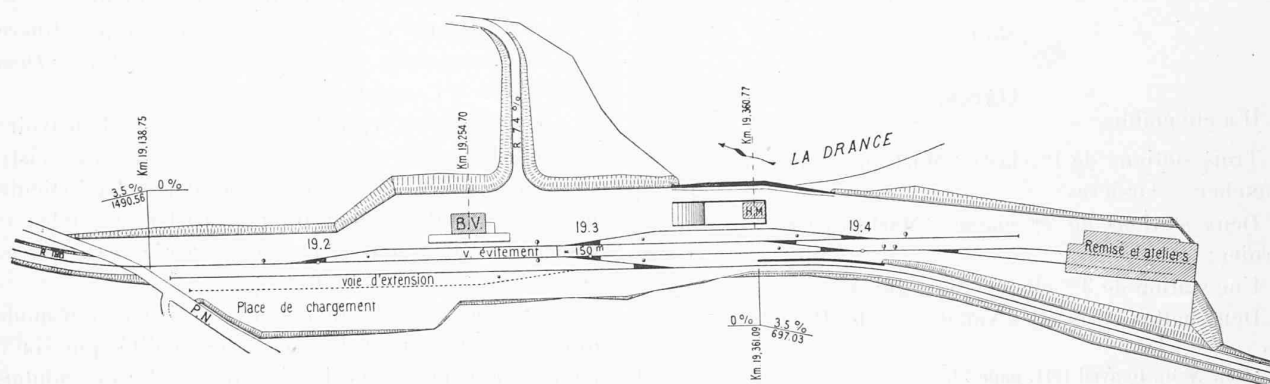 Km 19.138.75
3.5 % 0 %
1490.56
Km 19.254.70
R. 7.4 %
Km 19.360.77
LA DRANCE
B.V.
H.M.
19.2
19.3
19.4
v. évitement l = 150 m
voie d'extension
Place de chargement
P.N.
Remise et ateliers
0 % 3.5 %
697.03
Km 19,361.09